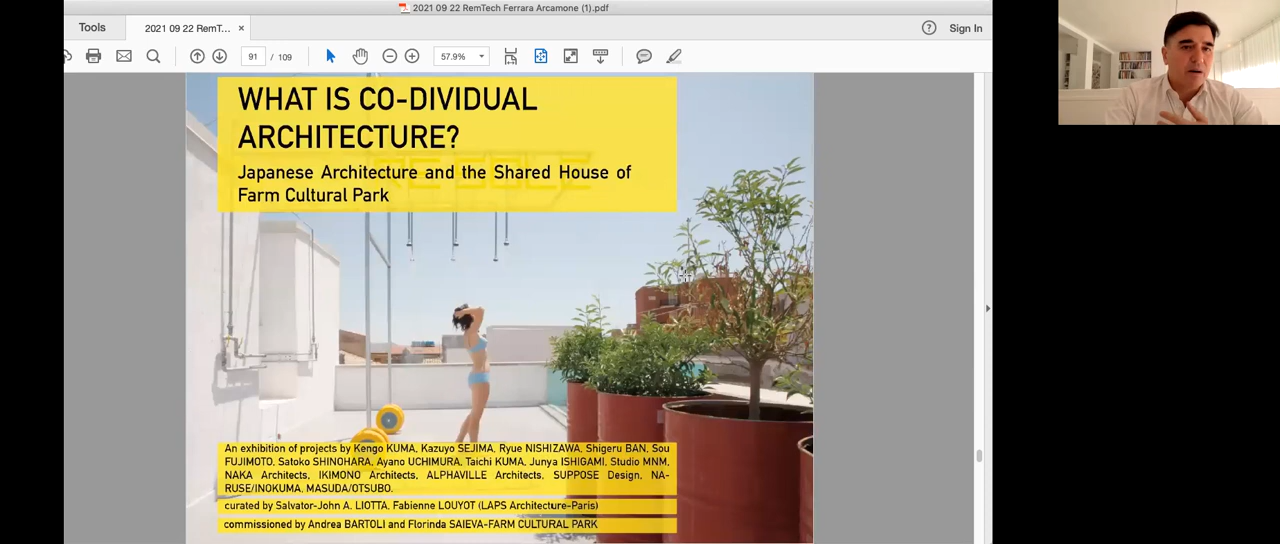 2021 09 22 RemTech Ferrara Arcamone (1).pdf
Tools
2021 09 22 RemT... ×
Sign In
91 / 109
57.9%
WHAT IS CO-DIVIDUAL
ARCHITECTURE?
Japanese Architecture and the Shared House of
Farm Cultural Park
An exhibition of projects by Kengo KUMA, Kazuyo SEJIMA, Ryue NISHIZAWA, Shigeru BAN, Sou
FUJIMOTO, Satoko SHINOHARA, Ayano UCHIMURA, Taichi KUMA, Junya ISHIGAMI, Studio MNM,
NAKA Architects, IKIMONO Architects, ALPHAVILLE Architects, SUPPOSE Design, NA-
RUSE/INOKUMA, MASUDA/OTSUBO.
curated by Salvator-John A. LIOTTA, Fabienne LOUYOT (LAPS Architecture-Paris)
commissioned by Andrea BARTOLI and Florinda SAIEVA-FARM CULTURAL PARK